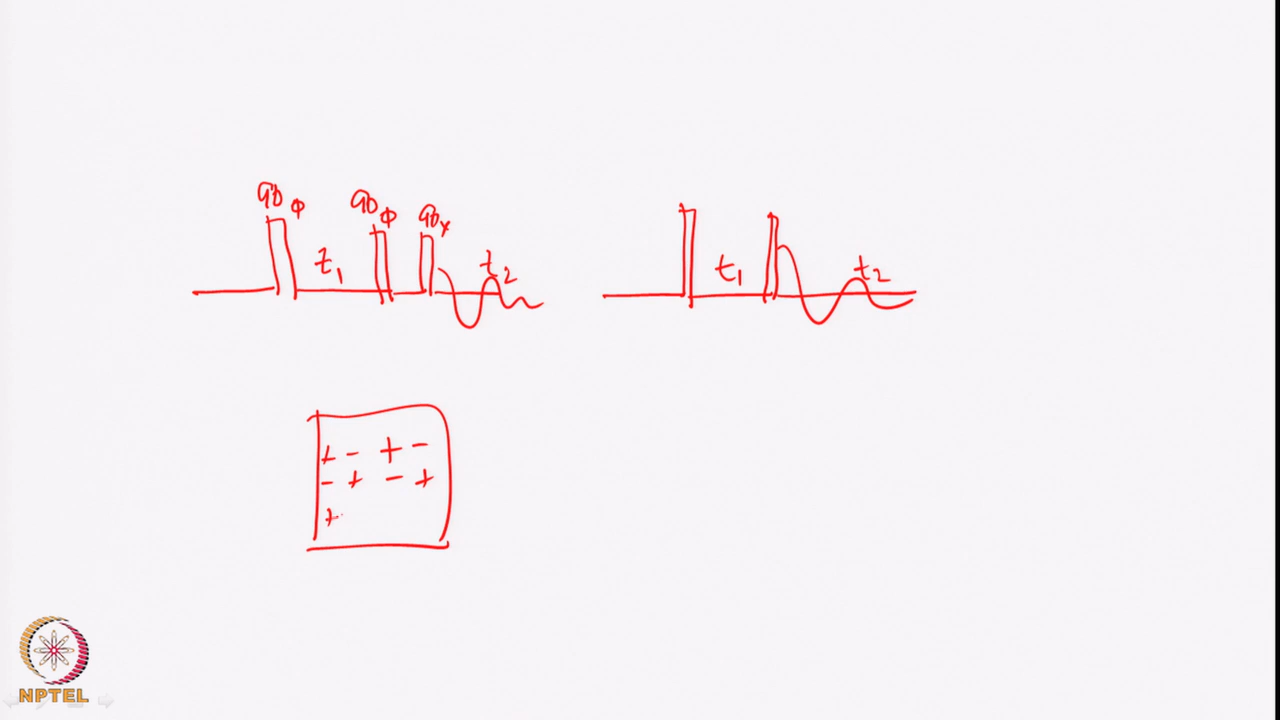 90φ 90φ 90x
t₁ t₂
t₁ t₂
+ - + -
- + - +
+
NPTEL